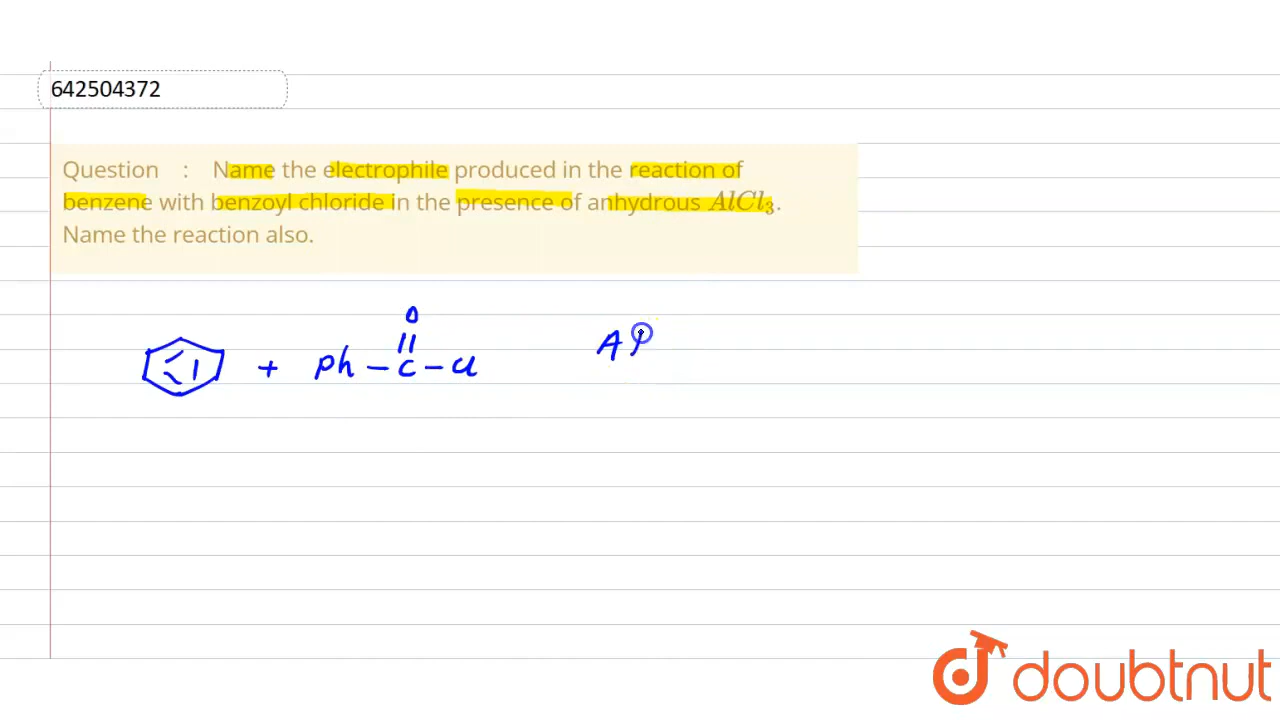 642504372
Question : Name the electrophile produced in the reaction of
benzene with benzoyl chloride in the presence of anhydrous AlCl3.
Name the reaction also.
O
+ Ph – C – Cl A
doubtnut